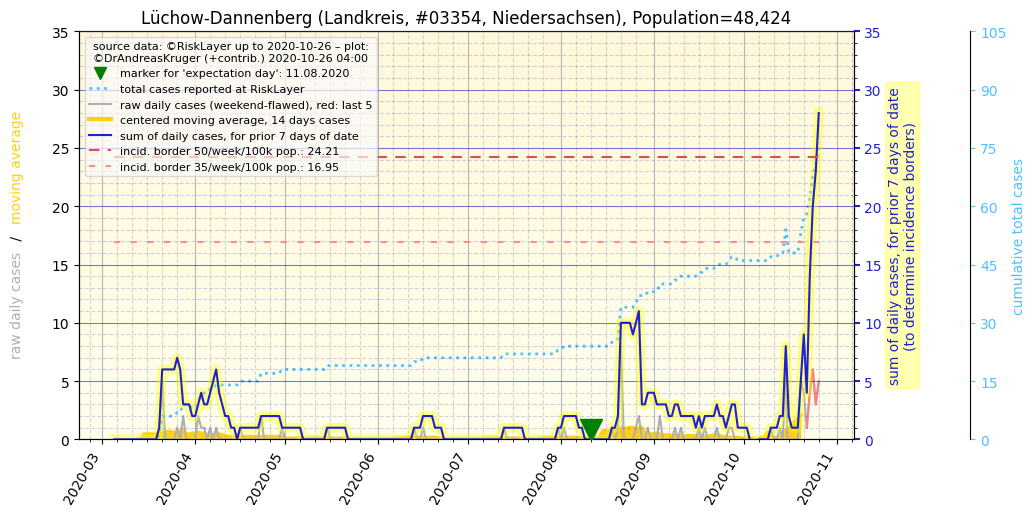 Lüchow-Dannenberg (Landkreis, #03354, Niedersachsen), Population=48,424
source data: ©RiskLayer up to 2020-10-26 – plot:
©DrAndreasKruger (+contrib.) 2020-10-26 04:00
marker for 'expectation day': 11.08.2020
total cases reported at RiskLayer
raw daily cases (weekend-flawed), red: last 5
centered moving average, 14 days cases
sum of daily cases, for prior 7 days of date
incid. border 50/week/100k pop.: 24.21
incid. border 35/week/100k pop.: 16.95
raw daily cases / moving average
35
30
25
20
15
10
5
0
2020-03
2020-04
2020-05
2020-06
2020-07
2020-08
2020-09
2020-10
2020-11
35
30
25
20
15
10
5
0
sum of daily cases, for prior 7 days of date
(to determine incidence borders)
105
90
75
60
45
30
15
0
cumulative total cases